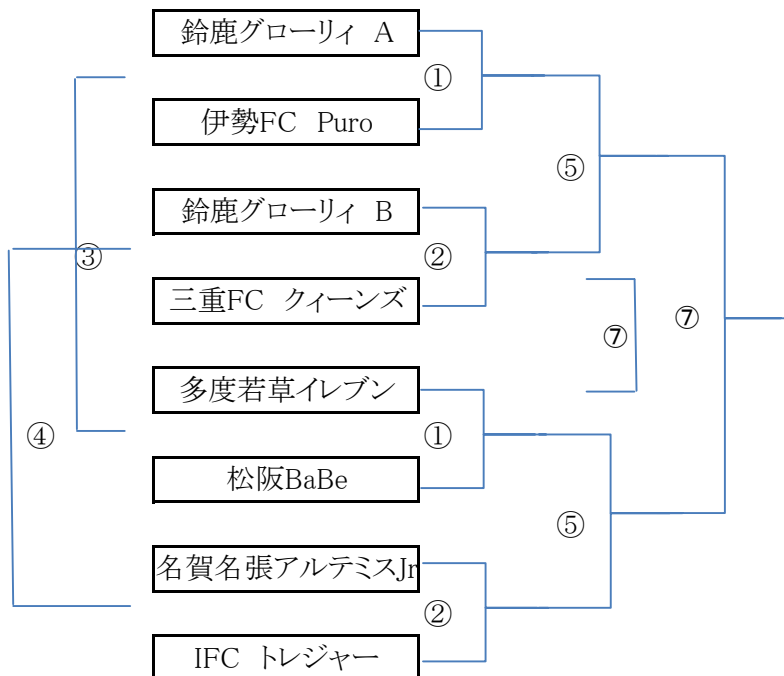 鈴鹿グローリィ A
①
伊勢FC Puro
⑤
鈴鹿グローリィ B
③
②
三重FC クィーンズ
⑦
⑦
多度若草イレブン
④
①
松阪BaBe
⑤
名賀名張アルテミスJr
②
IFC トレジャー